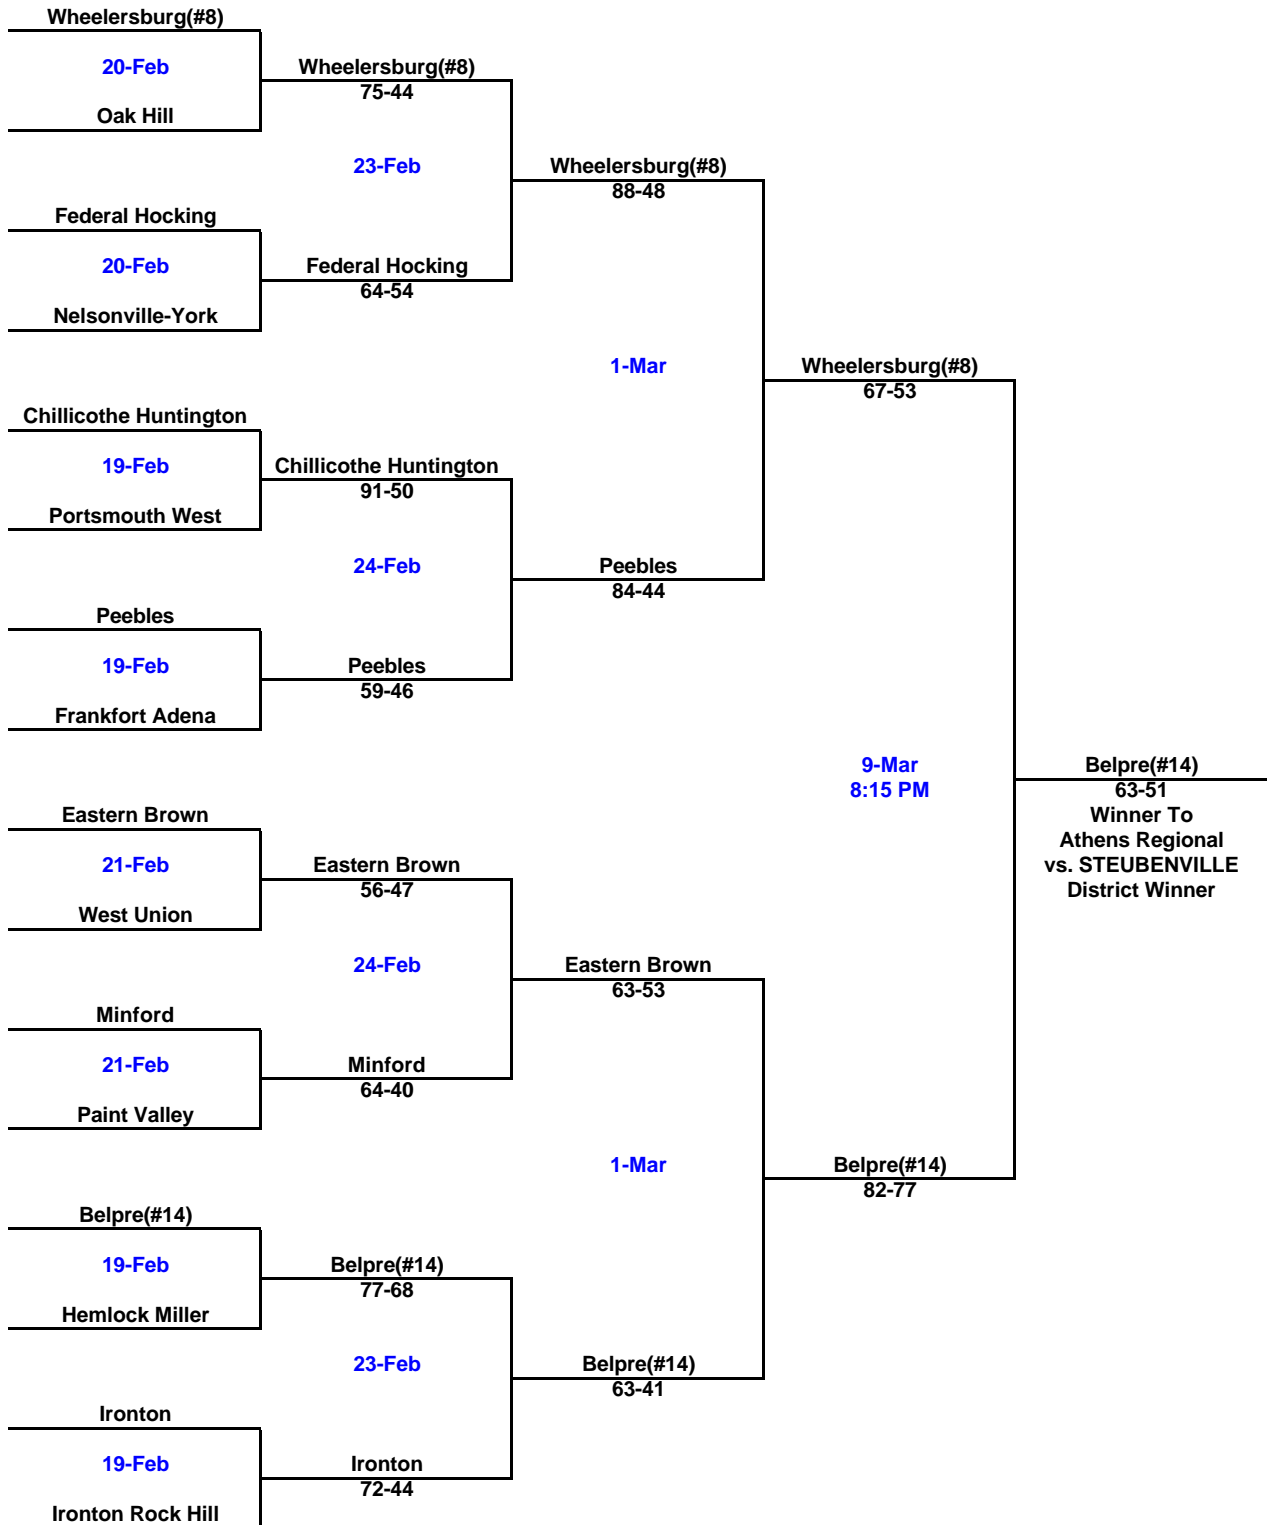 Wheelersburg(#8)
20-Feb
Wheelersburg(#8)
75-44
Oak Hill
23-Feb
Wheelersburg(#8)
88-48
Federal Hocking
20-Feb
Federal Hocking
64-54
Nelsonville-York
1-Mar
Wheelersburg(#8)
67-53
Chillicothe Huntington
19-Feb
Chillicothe Huntington
91-50
Portsmouth West
24-Feb
Peebles
84-44
Peebles
19-Feb
Peebles
59-46
Frankfort Adena
9-Mar
8:15 PM
Belpre(#14)
63-51
Winner To
Athens Regional
vs. STEUBENVILLE
District Winner
Eastern Brown
21-Feb
Eastern Brown
56-47
West Union
24-Feb
Eastern Brown
63-53
Minford
21-Feb
Minford
64-40
Paint Valley
1-Mar
Belpre(#14)
82-77
Belpre(#14)
19-Feb
Belpre(#14)
77-68
Hemlock Miller
23-Feb
Belpre(#14)
63-41
Ironton
19-Feb
Ironton
72-44
Ironton Rock Hill